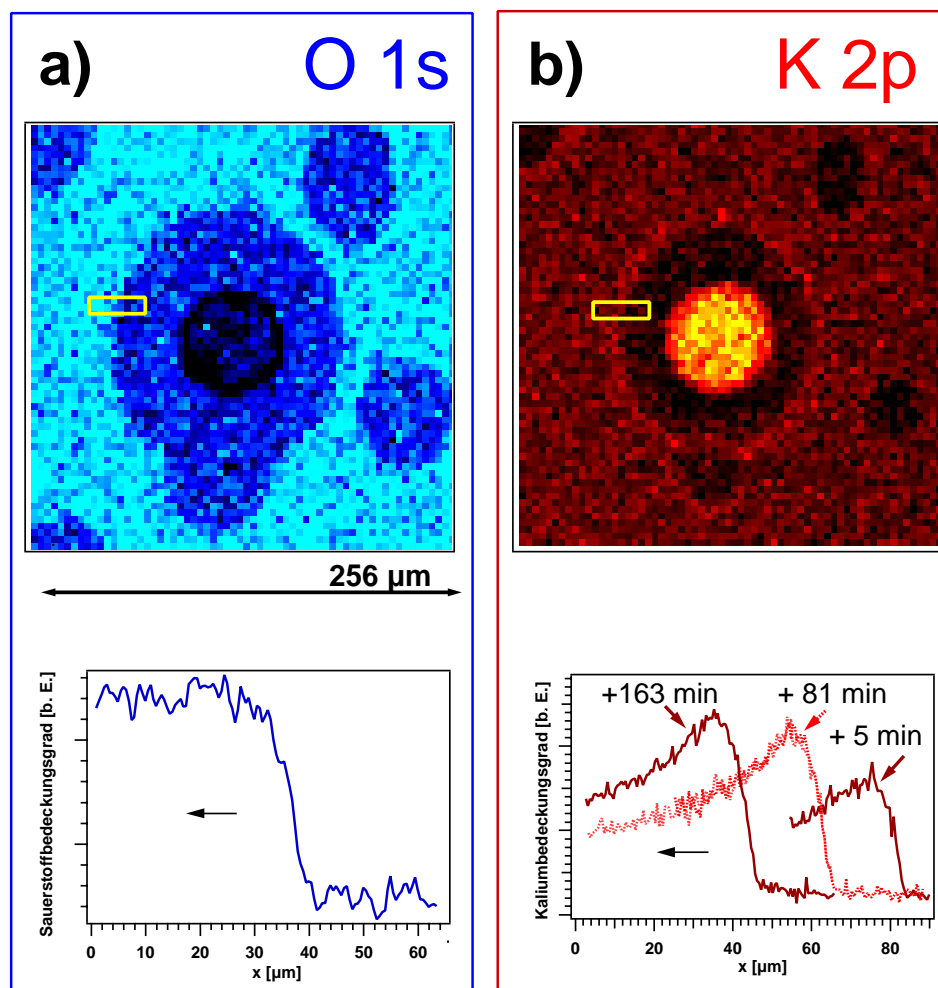 a) O 1s
b) K 2p
256 µm
Sauerstoffbedeckungsgrad [b. E.]
0 10 20 30 40 50 60
x [µm]
Kaliumbedeckungsgrad [b. E.]
+163 min
+ 81 min
+ 5 min
0 20 40 60 80
x [µm]